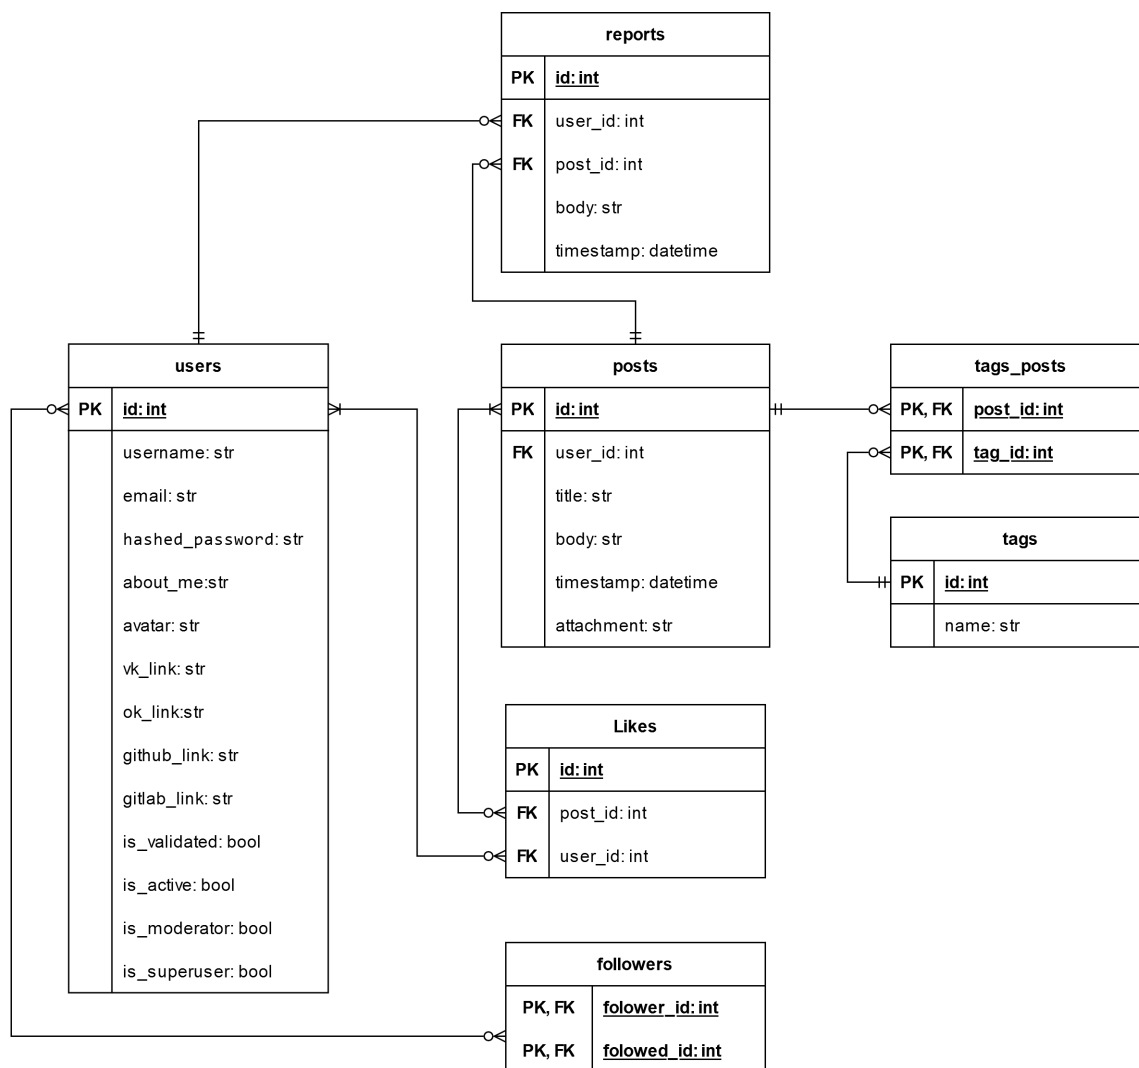 reports
PK id: int
FK user_id: int
FK post_id: int
body: str
timestamp: datetime
users
PK id: int
username: str
email: str
hashed_password: str
about_me:str
avatar: str
vk_link: str
ok_link:str
github_link: str
gitlab_link: str
is_validated: bool
is_active: bool
is_moderator: bool
is_superuser: bool
posts
PK id: int
FK user_id: int
title: str
body: str
timestamp: datetime
attachment: str
tags_posts
PK, FK post_id: int
PK, FK tag_id: int
tags
PK id: int
name: str
Likes
PK id: int
FK post_id: int
FK user_id: int
followers
PK, FK folower_id: int
PK, FK folowed_id: int